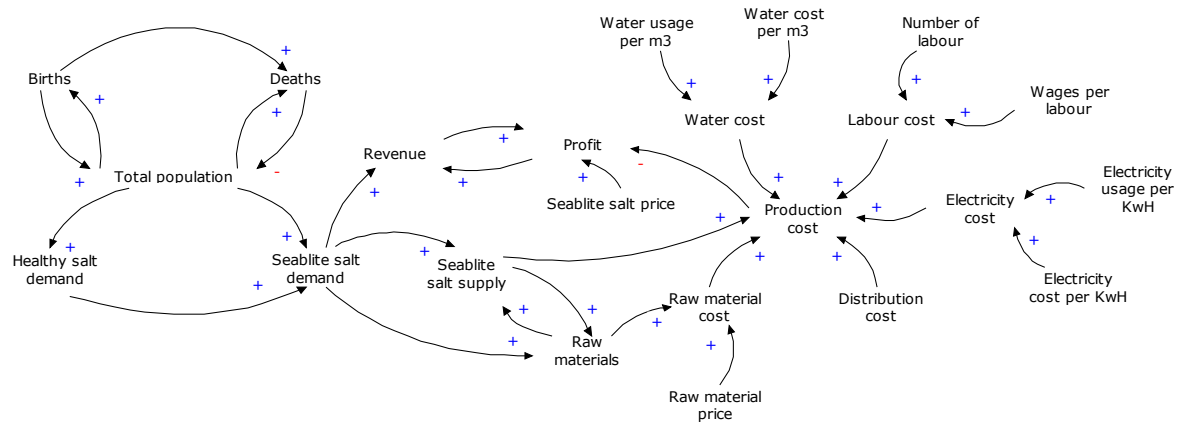 Water usage
per m3
Water cost
per m3
Number of
labour
+
Births
Deaths
+
+
+
+
+
Wages per
labour
+
Water cost
Labour cost
+
Revenue
+
Profit
-
+
-
+
+
+
+
Total population
+
Seablite salt price
+
Production
cost
+
Electricity
cost
+
Electricity
usage per
KwH
+
+
+
Healthy salt
demand
+
Seablite salt
demand
+
Seablite
salt supply
+
+
+
Electricity
cost per KwH
+
+
+
Raw material
cost
Distribution
cost
+
Raw
materials
+
+
Raw material
price